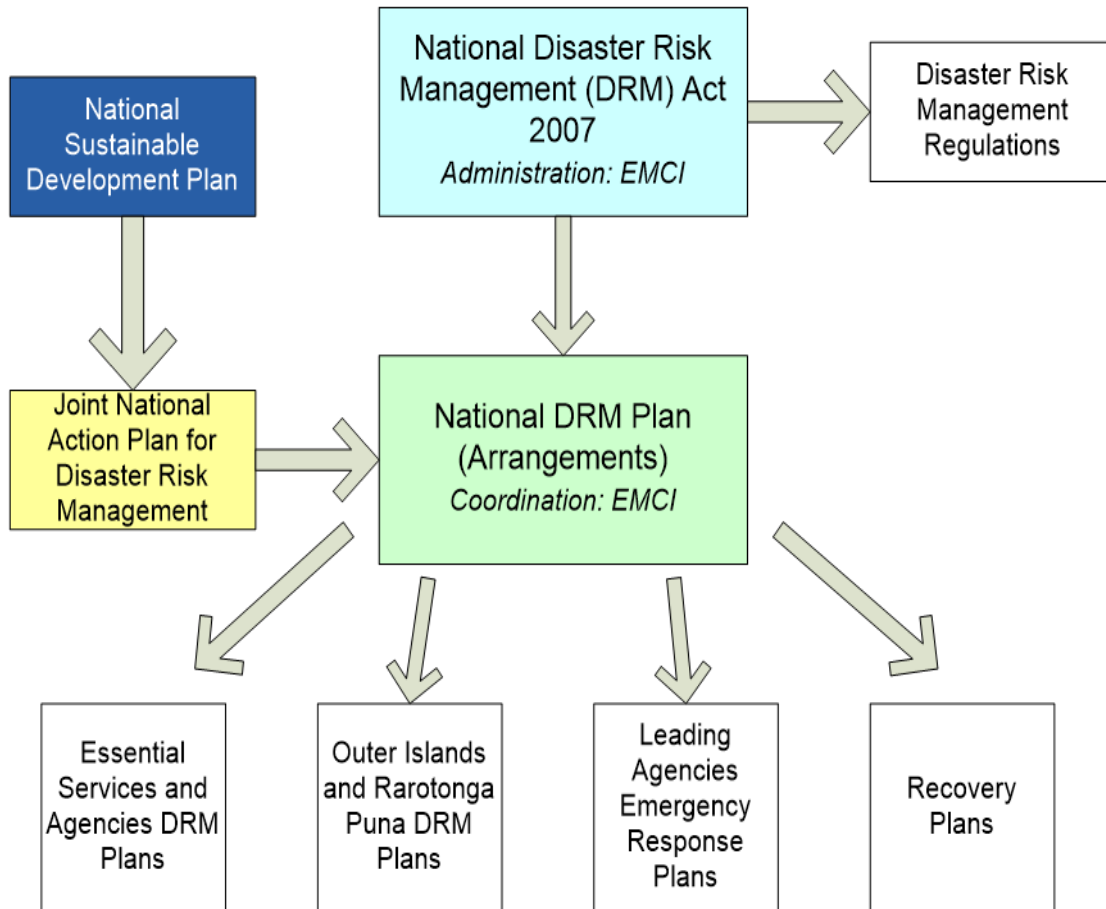 National Disaster Risk
Management (DRM) Act
2007
Administration: EMCI
Disaster Risk
Management
Regulations
National
Sustainable
Development Plan
Joint National
Action Plan for
Disaster Risk
Management
National DRM Plan
(Arrangements)
Coordination: EMCI
Essential
Services and
Agencies DRM
Plans
Outer Islands
and Rarotonga
Puna DRM
Plans
Leading
Agencies
Emergency
Response
Plans
Recovery
Plans